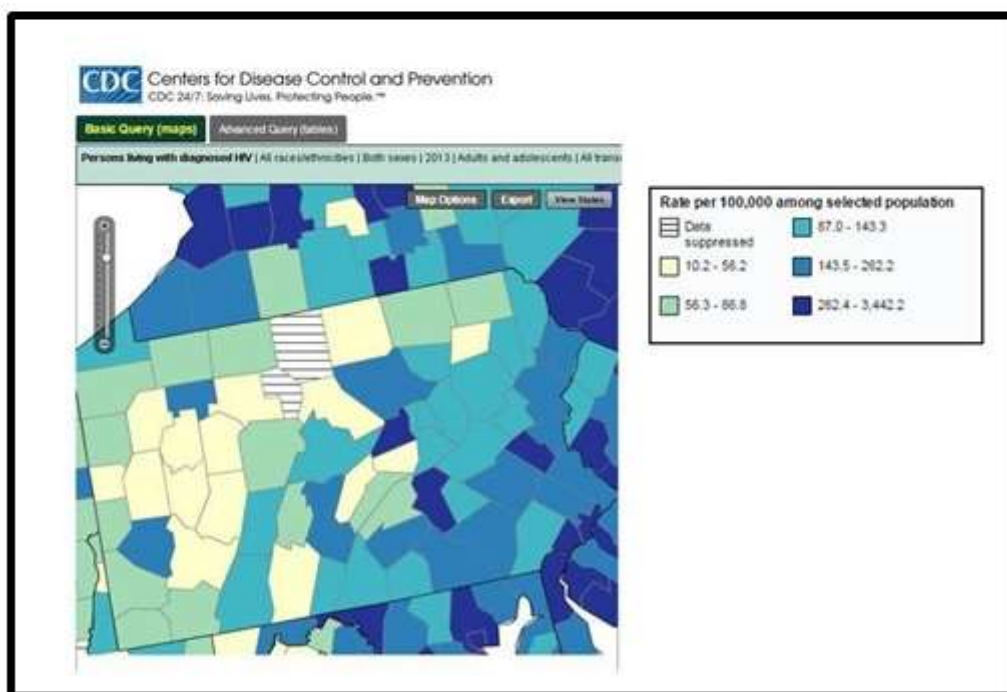 CDC Centers for Disease Control and Prevention
CDC 24/7: Saving Lives. Protecting People.™
Basic Query (maps) Advanced Query (tables)
Persons living with diagnosed HIV | All races/ethnicities | Both sexes | 2013 | Adults and adolescents | All trans
Map Options Export View States
Rate per 100,000 among selected population
Data suppressed
10.2 - 56.2
56.3 - 86.8
87.0 - 143.3
143.5 - 262.2
262.4 - 3,442.2